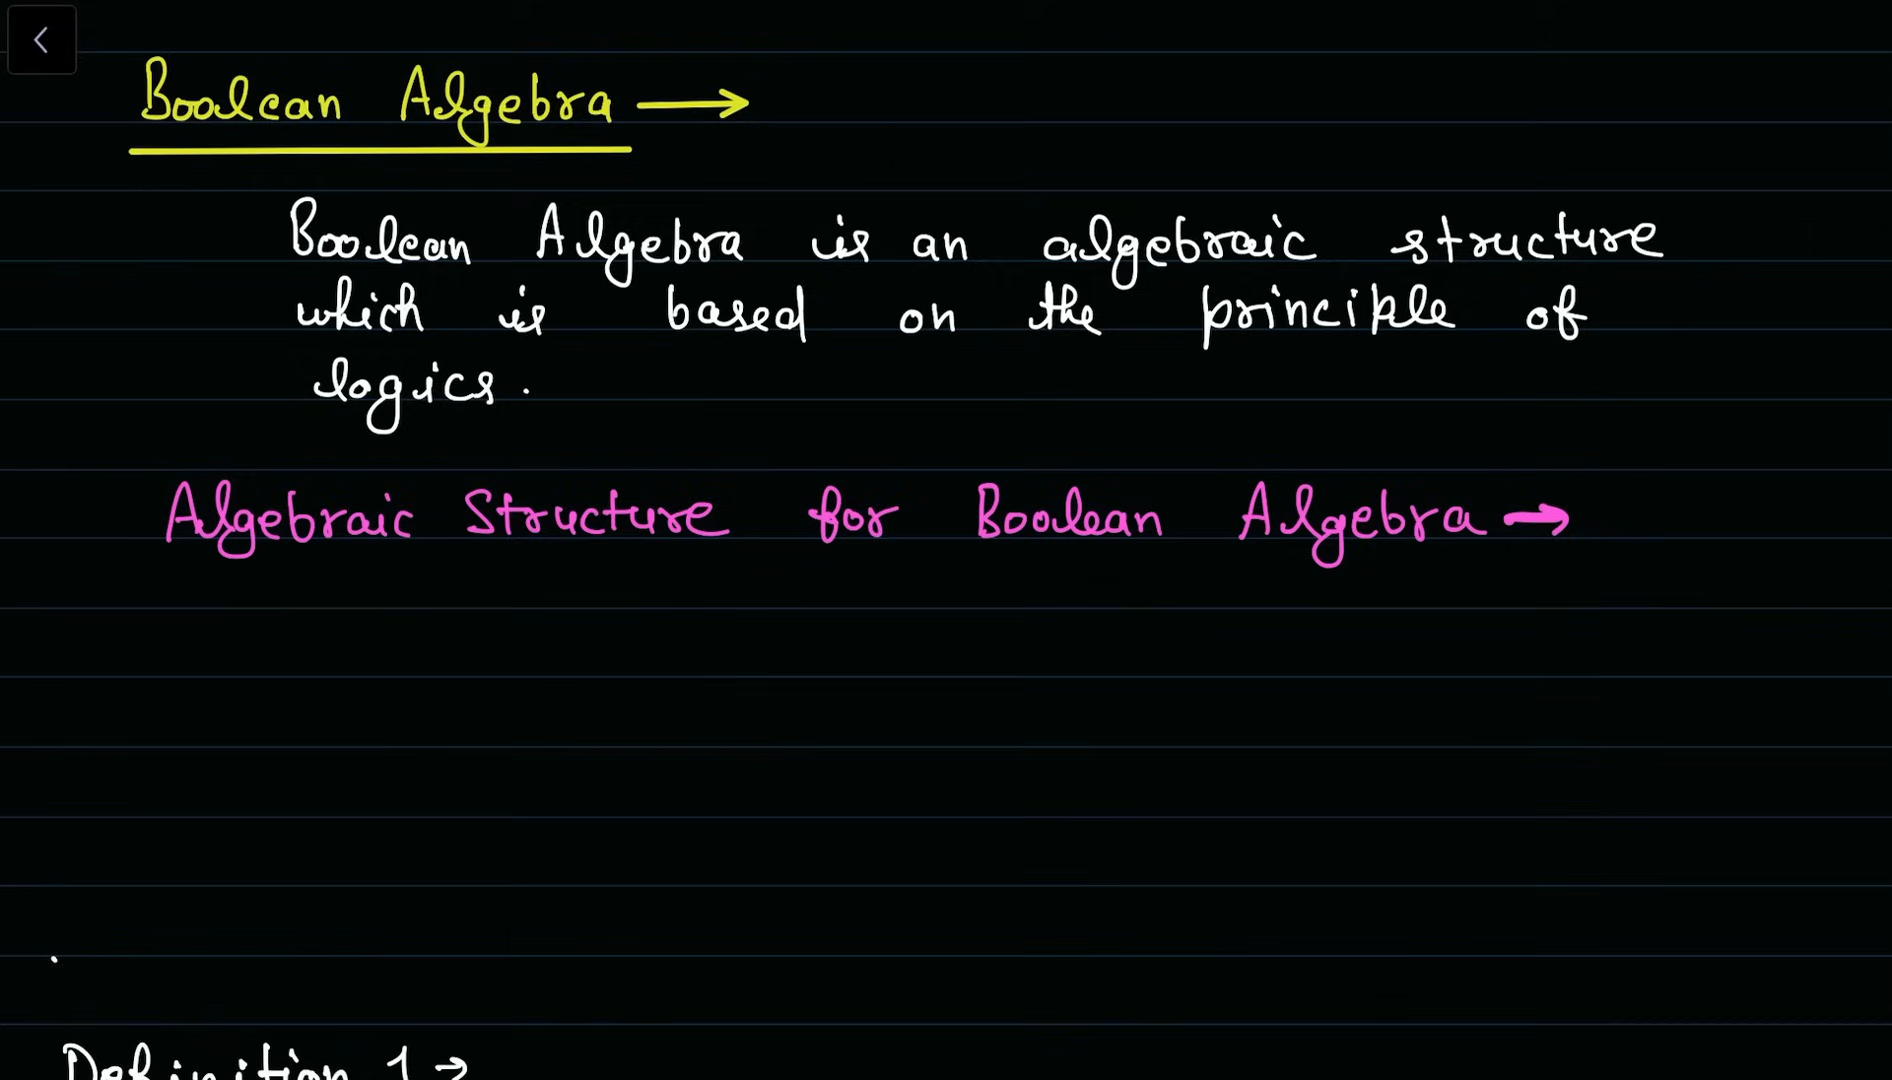 Boolean Algebra →
Boolean Algebra is an algebraic structure
which is based on the principle of
logics.
Algebraic Structure for Boolean Algebra →
Definition 1 →